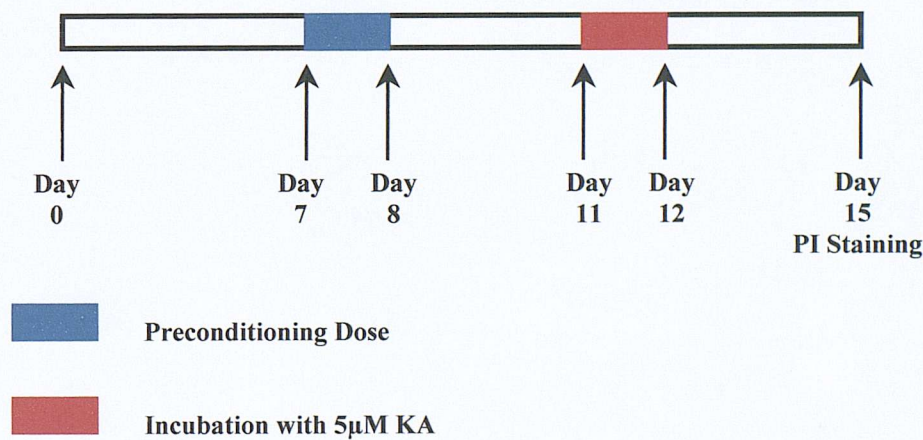 Day Day Day Day Day Day
0 7 8 11 12 15
PI Staining
Preconditioning Dose
Incubation with 5µM KA